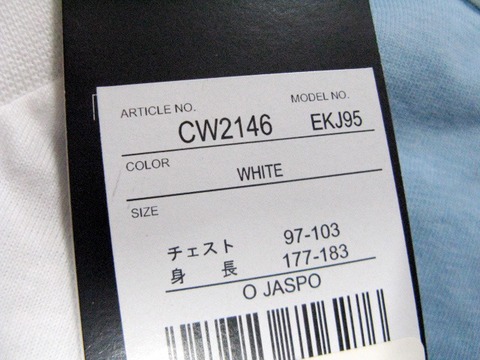 ARTICLE NO. MODEL NO.
CW2146 EKJ95
COLOR
WHITE
SIZE
チェスト 97-103
身 長 177-183
O JASPO